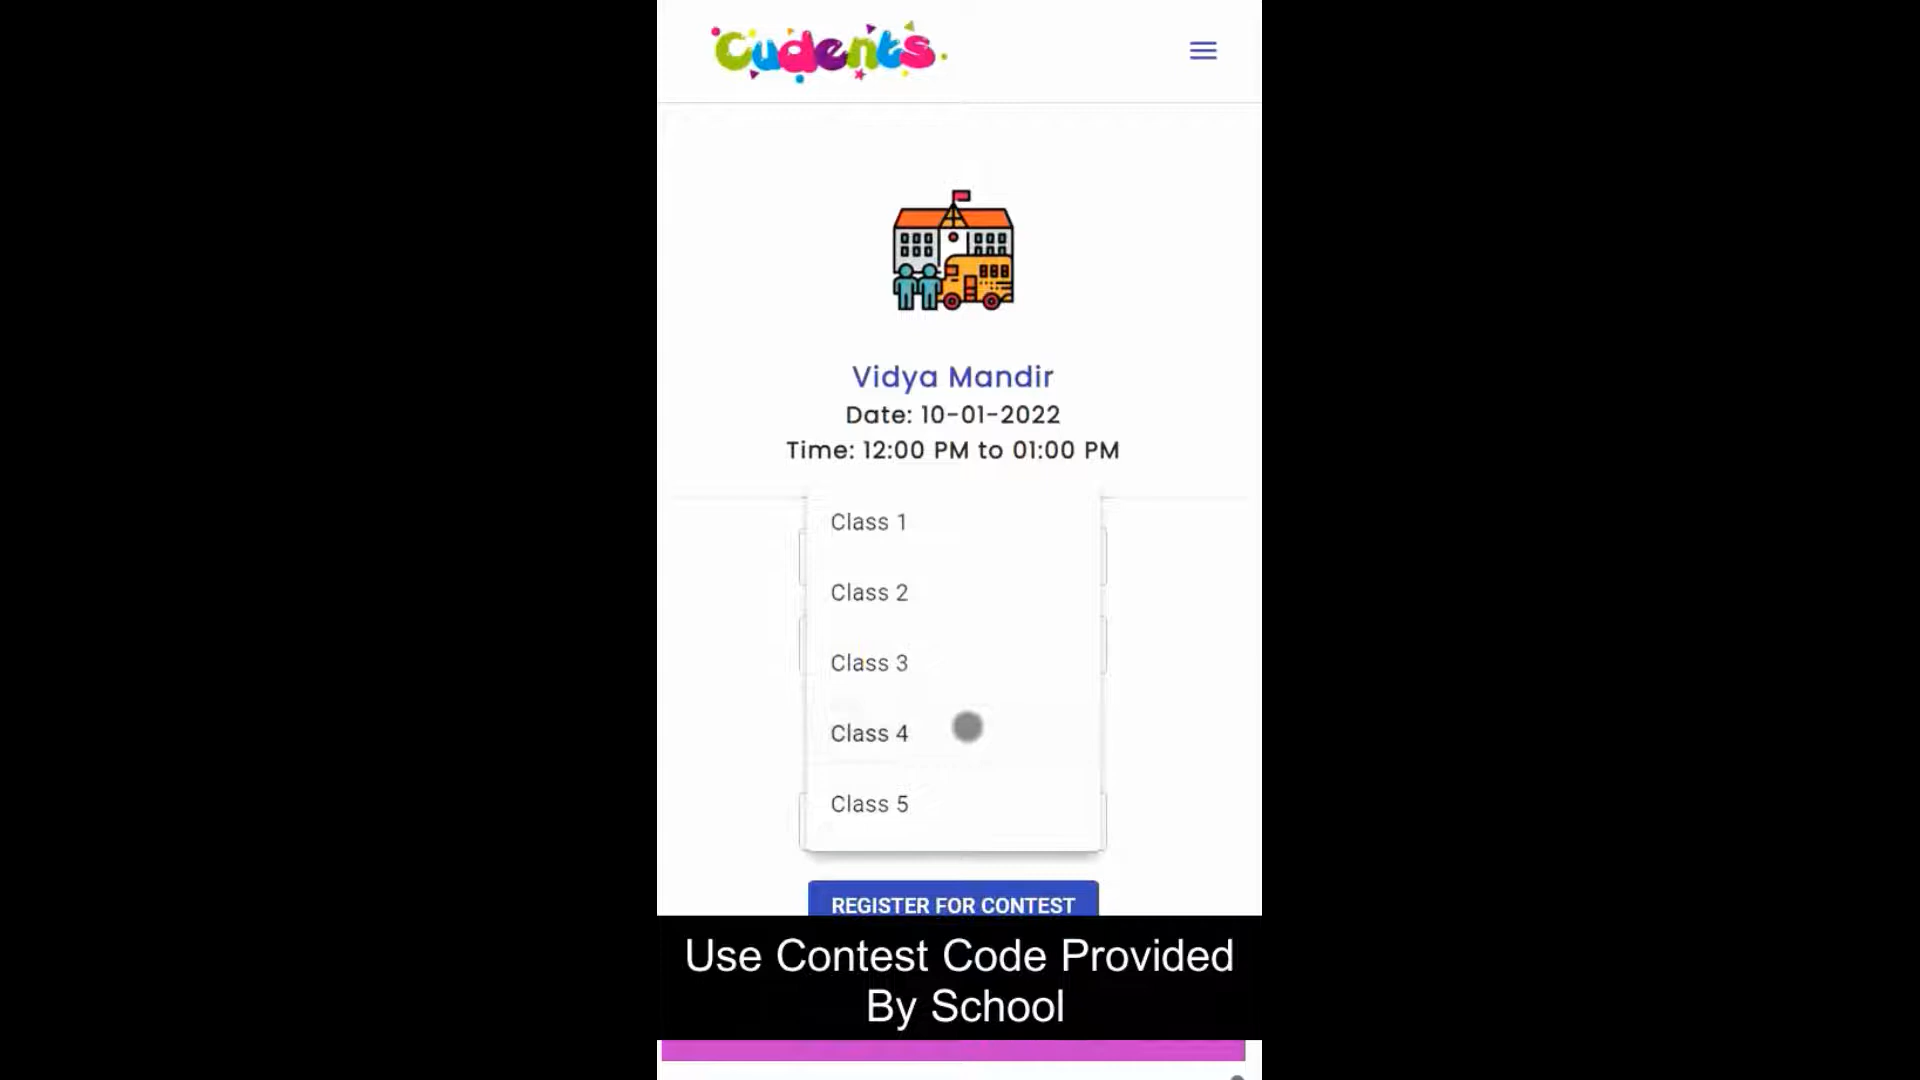 Cudents
Vidya Mandir
Date: 10-01-2022
Time: 12:00 PM to 01:00 PM
Class 1
Class 2
Class 3
Class 4
Class 5
REGISTER FOR CONTEST
Use Contest Code Provided
By School